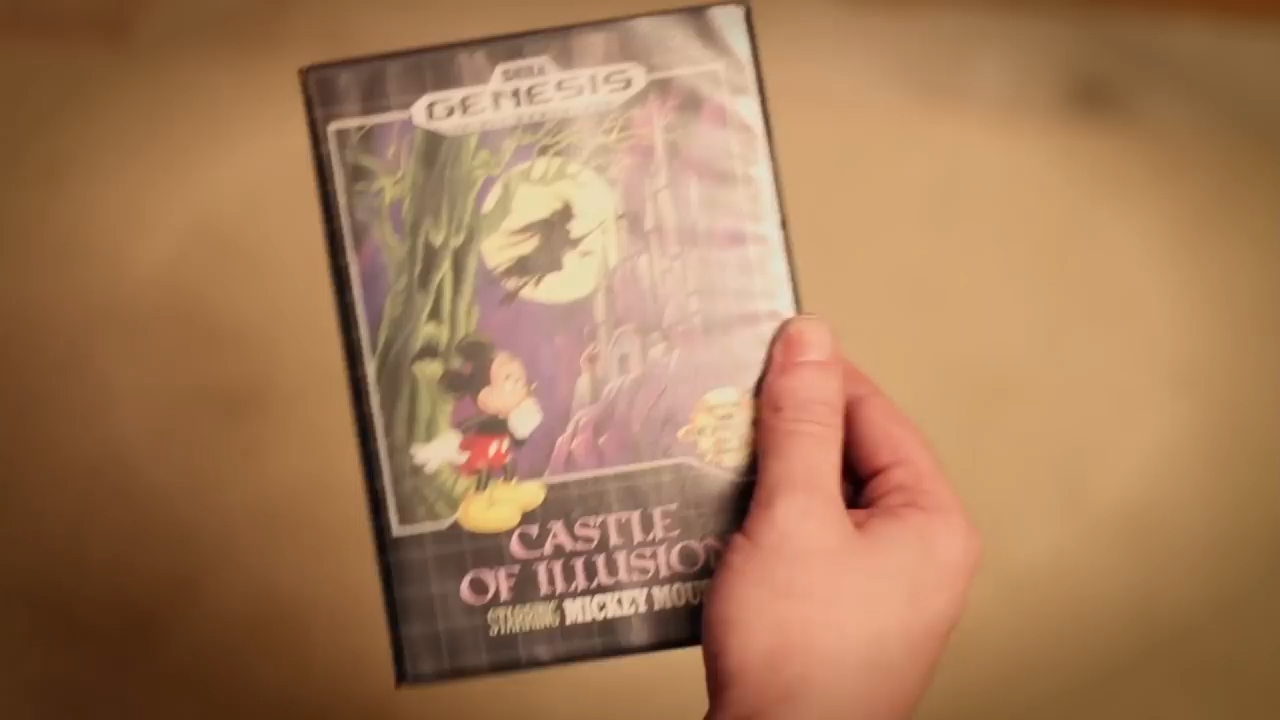 SEGA
GENESIS
CASTLE
OF ILLUSION
STARRING MICKEY MOU